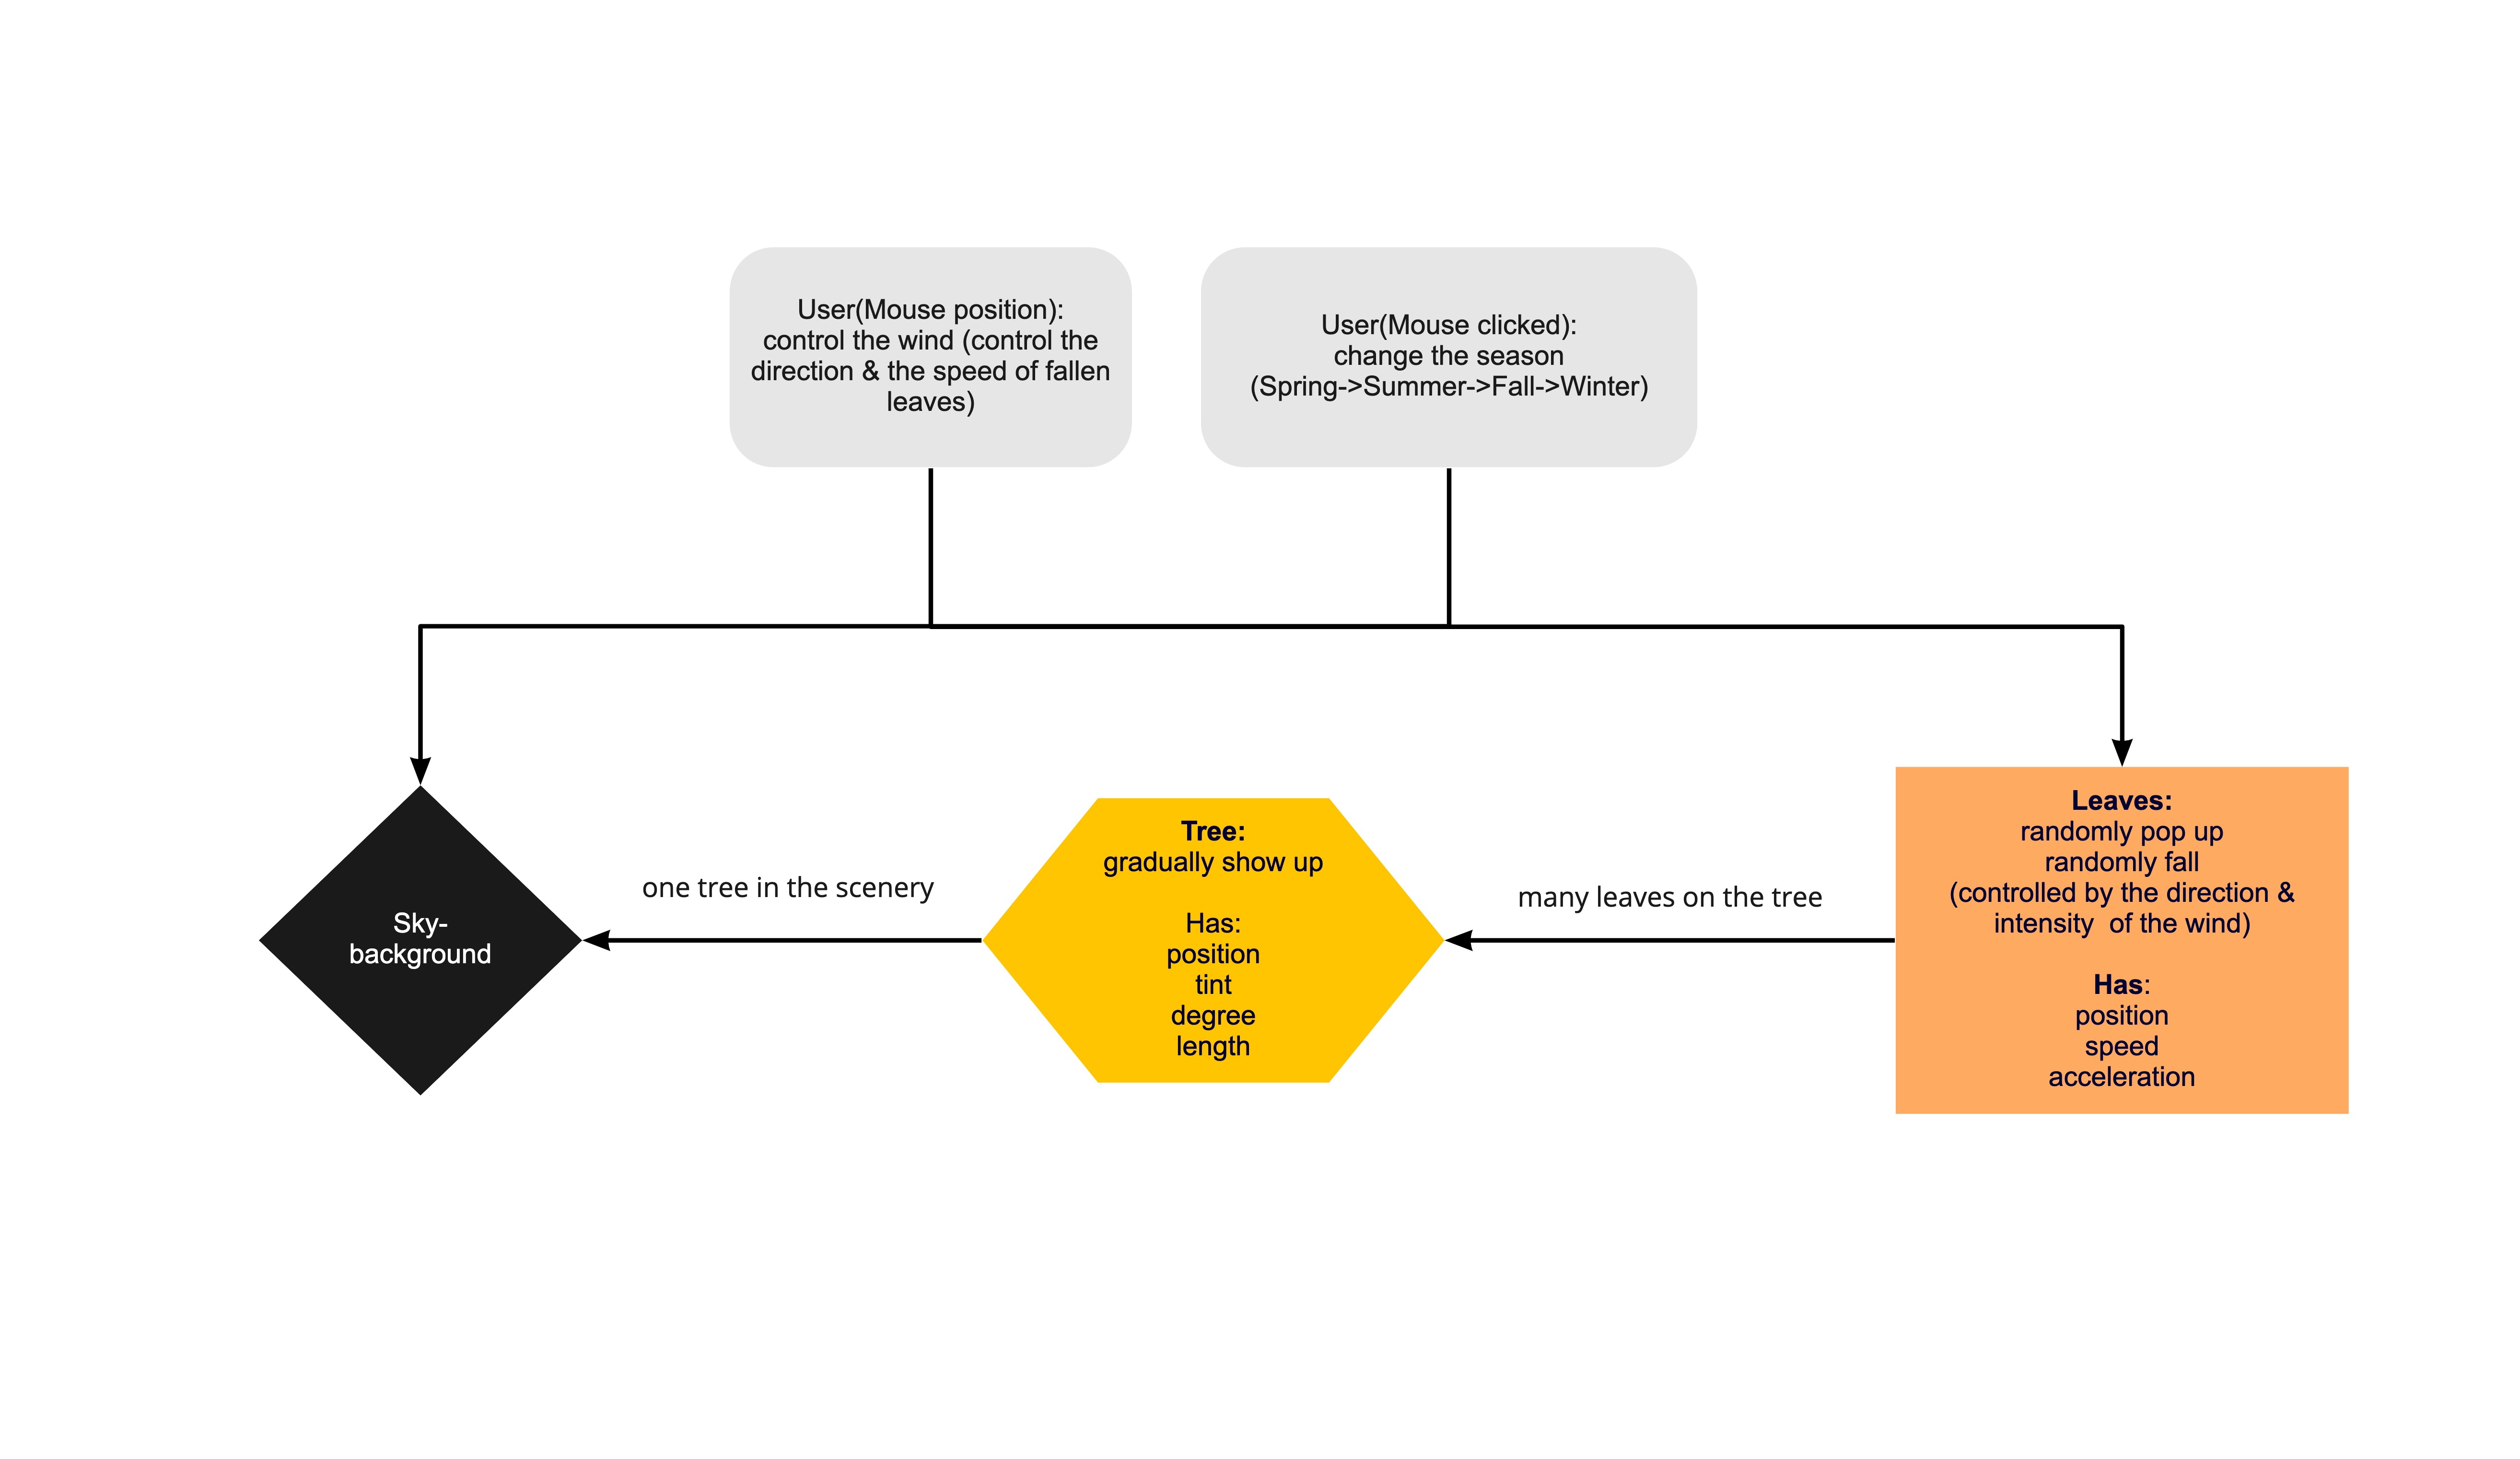 User(Mouse position):
control the wind (control the
direction & the speed of fallen
leaves)
User(Mouse clicked):
change the season
(Spring->Summer->Fall->Winter)
Sky-
background
one tree in the scenery
Tree:
gradually show up
Has:
position
tint
degree
length
many leaves on the tree
Leaves:
randomly pop up
randomly fall
(controlled by the direction &
intensity  of the wind)
Has:
position
speed
acceleration